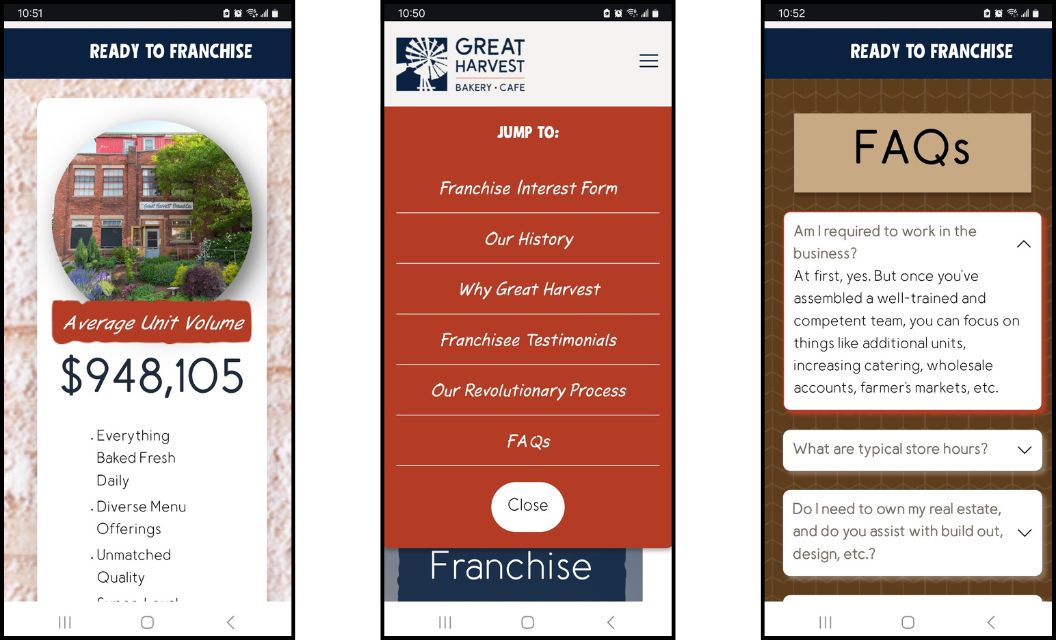 10:51
READY TO FRANCHISE
Great Harvest Bread Co.
Average Unit Volume
$948,105
. Everything
Baked Fresh
Daily
. Diverse Menu
Offerings
. Unmatched
Quality
10:50
GREAT
HARVEST
BAKERY • CAFE
JUMP TO:
Franchise Interest Form
Our History
Why Great Harvest
Franchisee Testimonials
Our Revolutionary Process
FAQs
Close
Franchise
10:52
READY TO FRANCHISE
FAQs
Am I required to work in the
business?
At first, yes. But once you've
assembled a well-trained and
competent team, you can focus on
things like additional units,
increasing catering, wholesale
accounts, farmer's markets, etc.
What are typical store hours?
Do I need to own my real estate,
and do you assist with build out,
design, etc.?